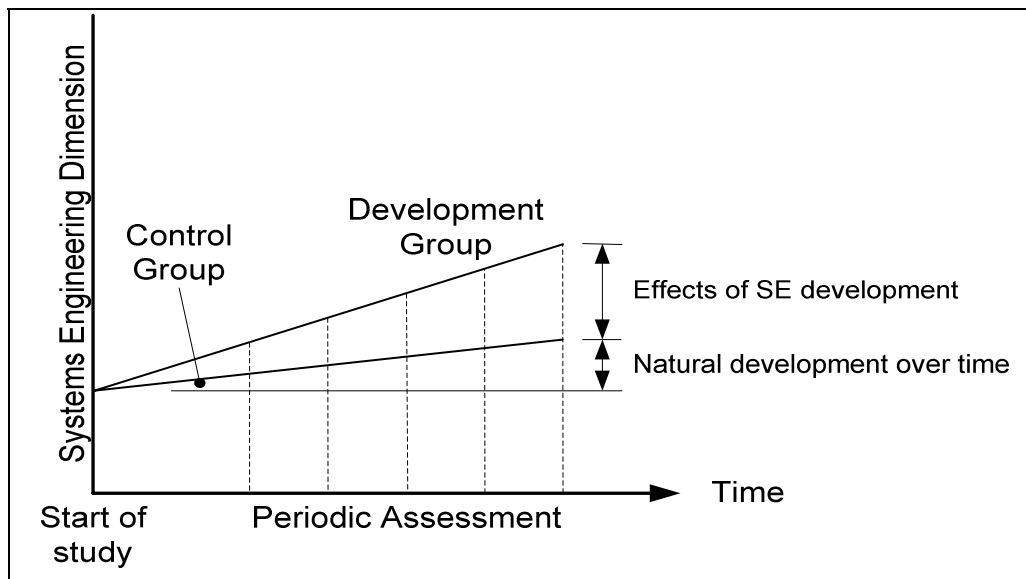 Systems Engineering Dimension
Control
Group
Development
Group
Effects of SE development
Natural development over time
Time
Start of
study
Periodic Assessment